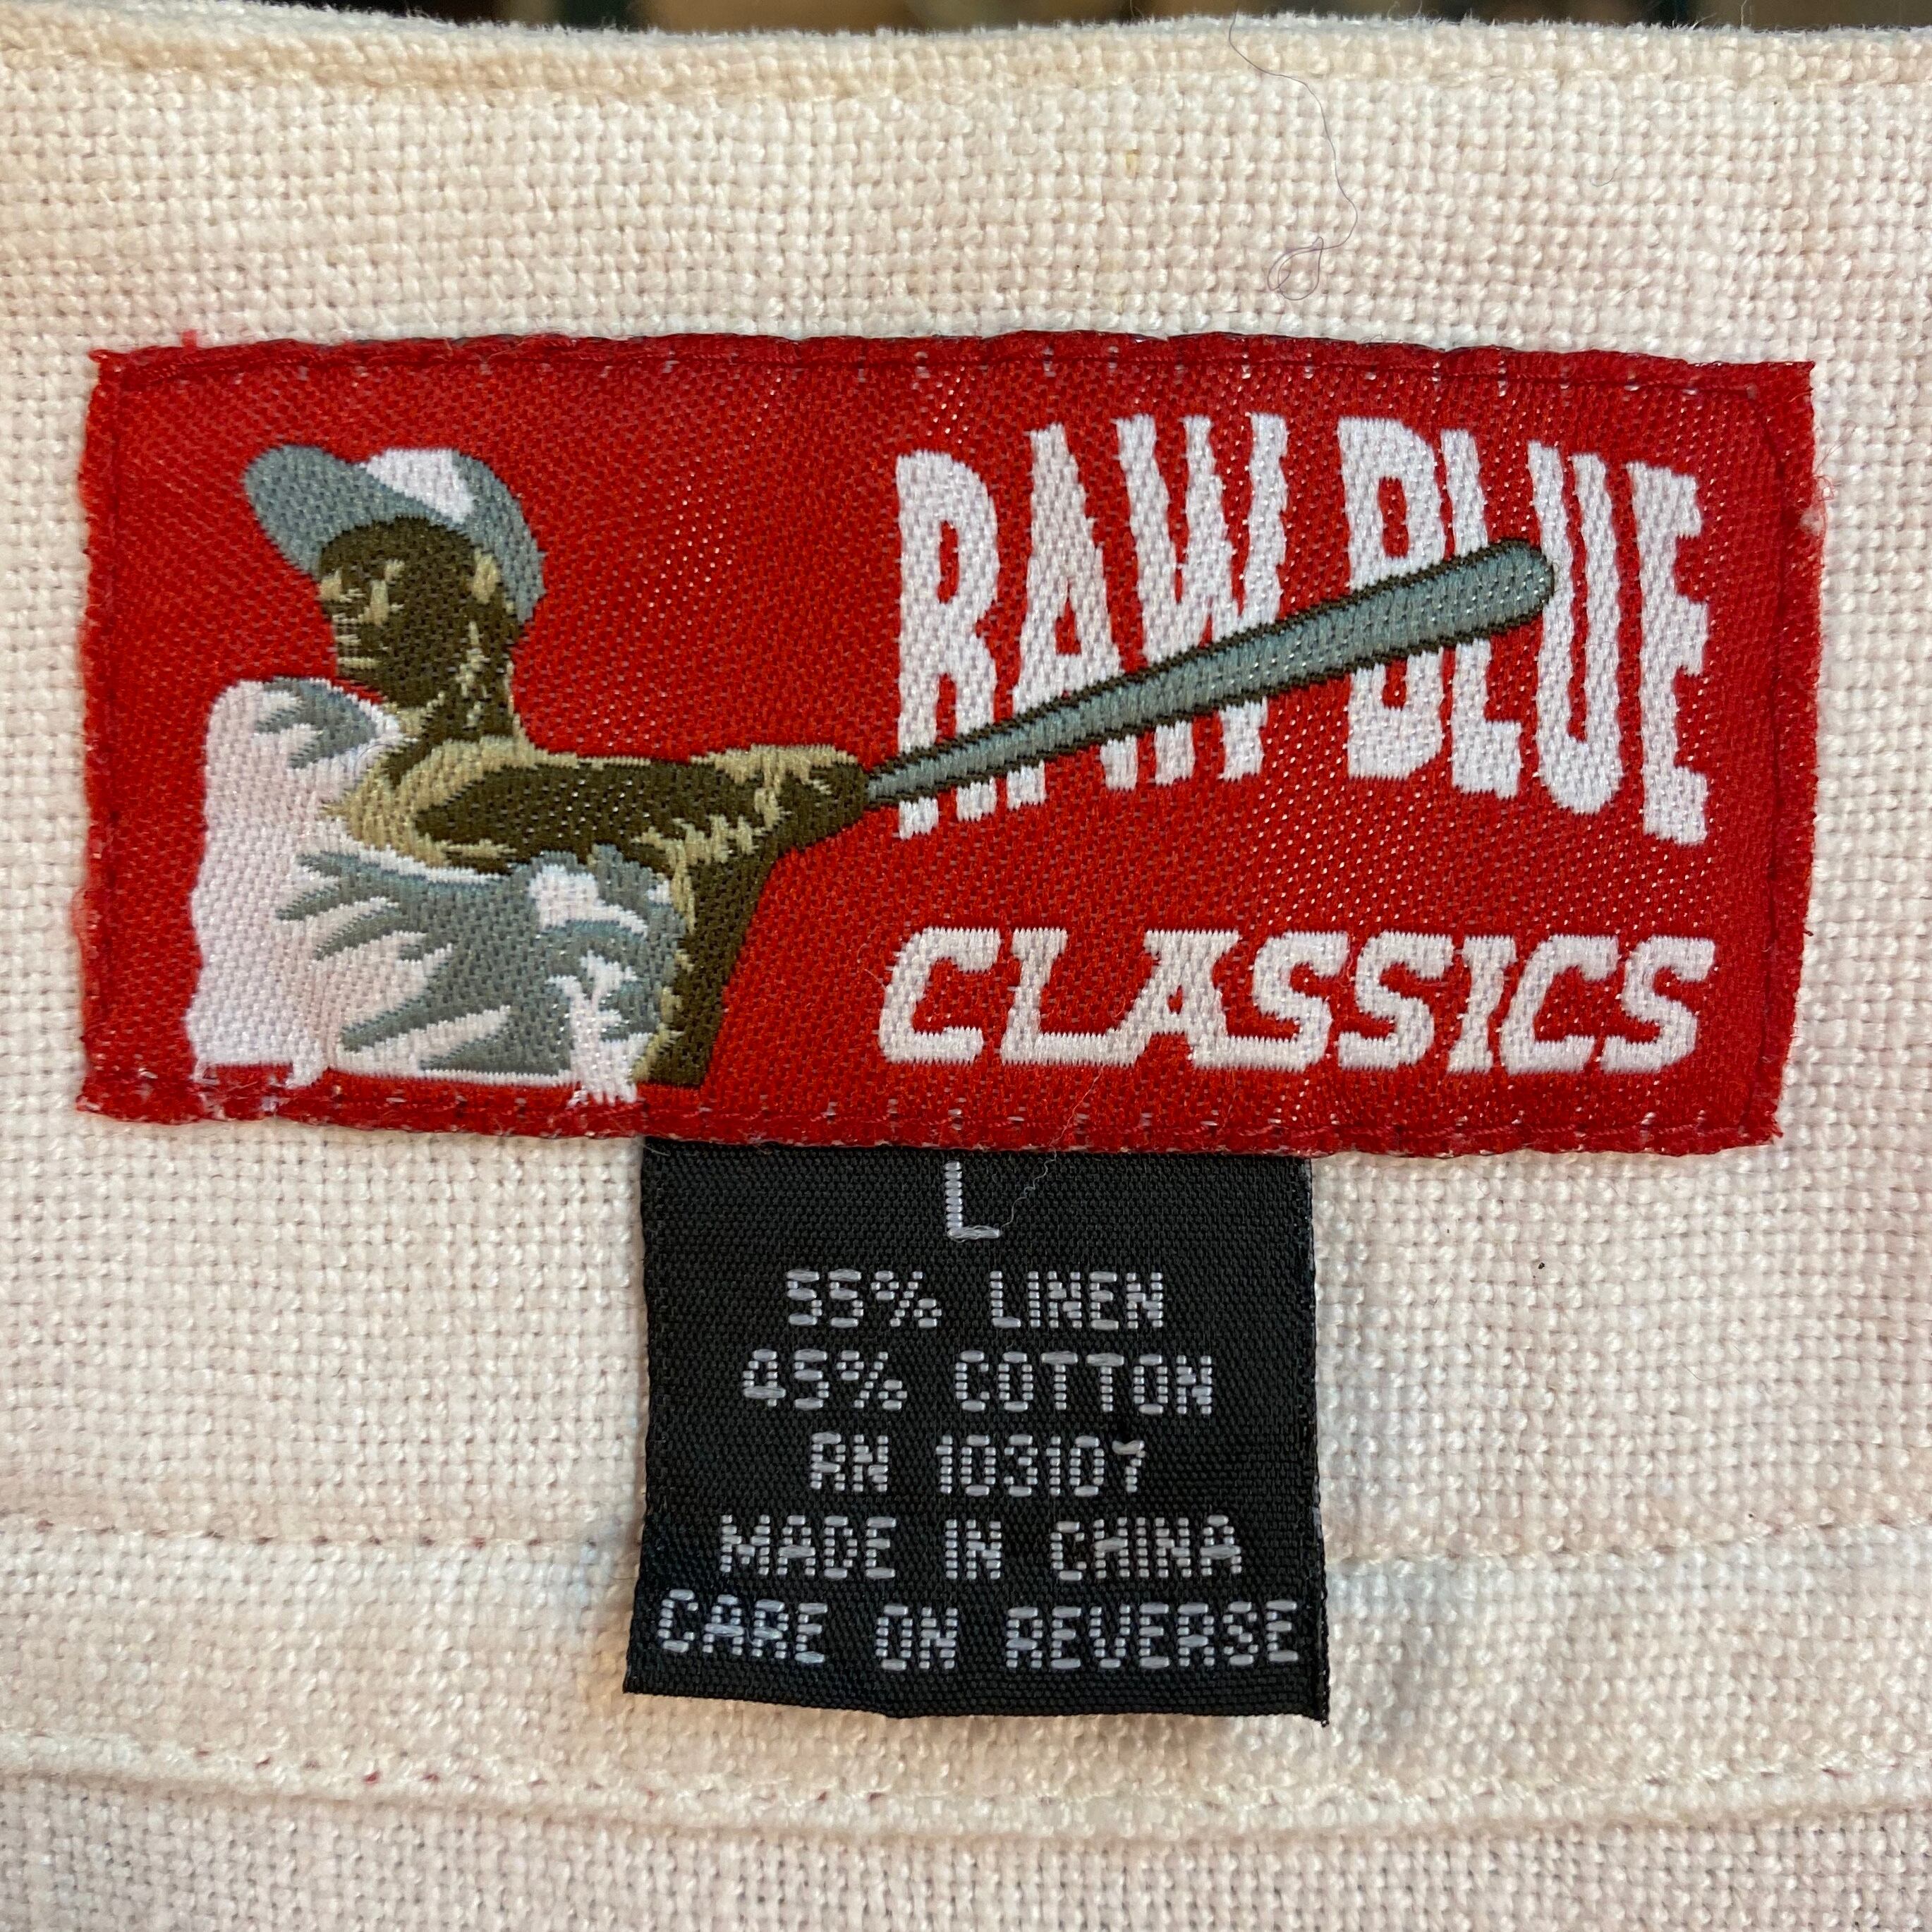 RAW BLUE
CLASSICS
L
55% LINEN
45% COTTON
RN 103107
MADE IN CHINA
CARE ON REVERSE